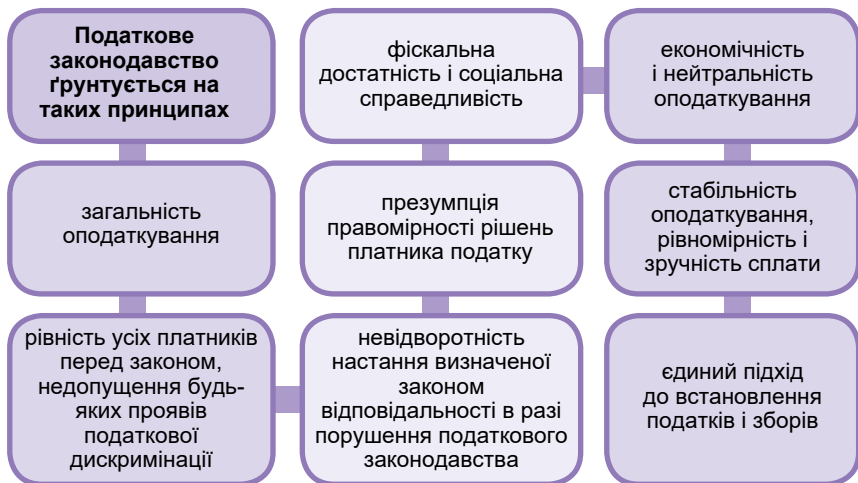 Податкове
законодавство
ґрунтується на
таких принципах
загальність
оподаткування
рівність усіх платників
перед законом,
недопущення будь-
яких проявів
податкової
дискримінації
невідворотність
настання визначеної
законом
відповідальності в разі
порушення податкового
законодавства
презумпція
правомірності рішень
платника податку
фіскальна
достатність і соціальна
справедливість
економічність
і нейтральність
оподаткування
стабільність
оподаткування,
рівномірність і
зручність сплати
єдиний підхід
до встановлення
податків і зборів